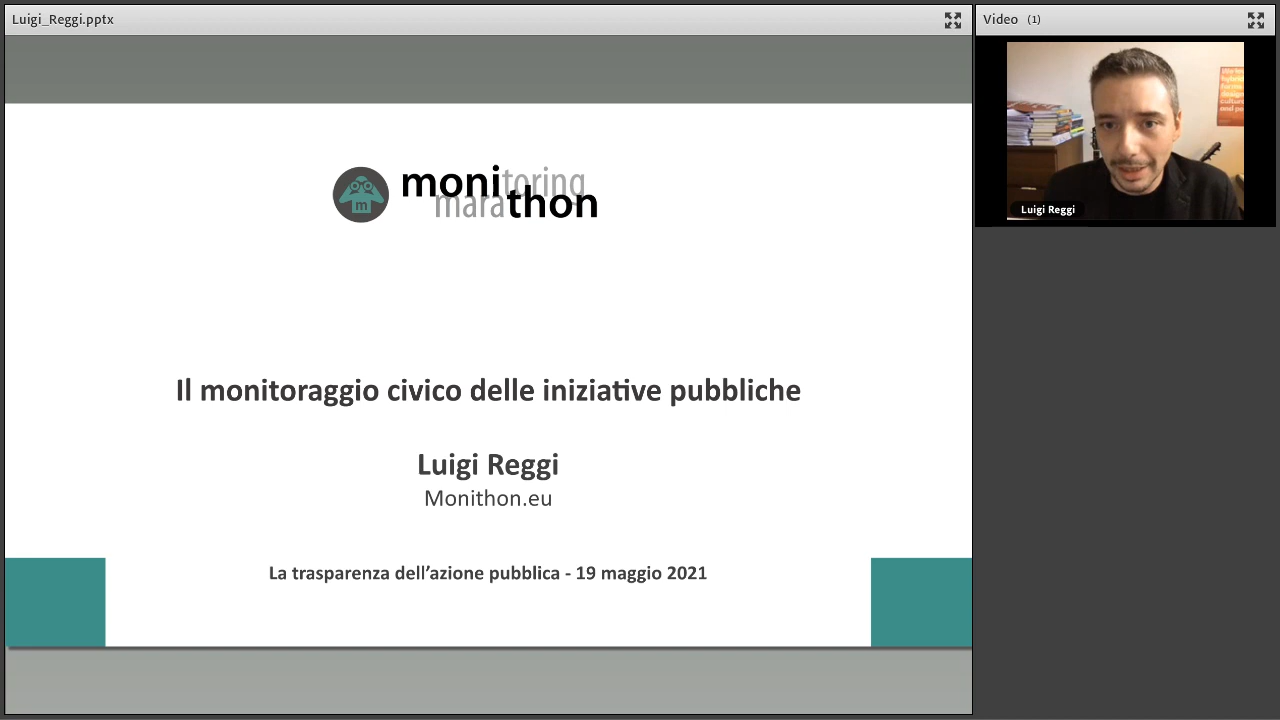 Luigi_Reggi.pptx
Video (1)
monitoring
marathon
m
Il monitoraggio civico delle iniziative pubbliche
Luigi Reggi
Monithon.eu
La trasparenza dell’azione pubblica - 19 maggio 2021
Luigi Reggi